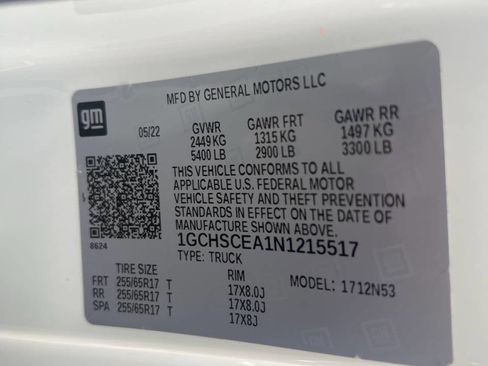 MFD BY GENERAL MOTORS LLC
gm
05/22
GVWR GAWR FRT GAWR RR
2449 KG 1315 KG 1497 KG
5400 LB 2900 LB 3300 LB
THIS VEHICLE CONFORMS TO ALL
APPLICABLE U.S. FEDERAL MOTOR
VEHICLE SAFETY AND THEFT PREVENTION
STANDARDS IN EFFECT ON THE DATE OF
MANUFACTURE SHOWN ABOVE.
1
8624
1GCHSCEA1N1215517
TYPE: TRUCK
TIRE SIZE RIM
FRT 255/65R17 T 17X8.0J MODEL: 1712N53
RR 255/65R17 T 17X8.0J
SPA 255/65R17 T 17X8J